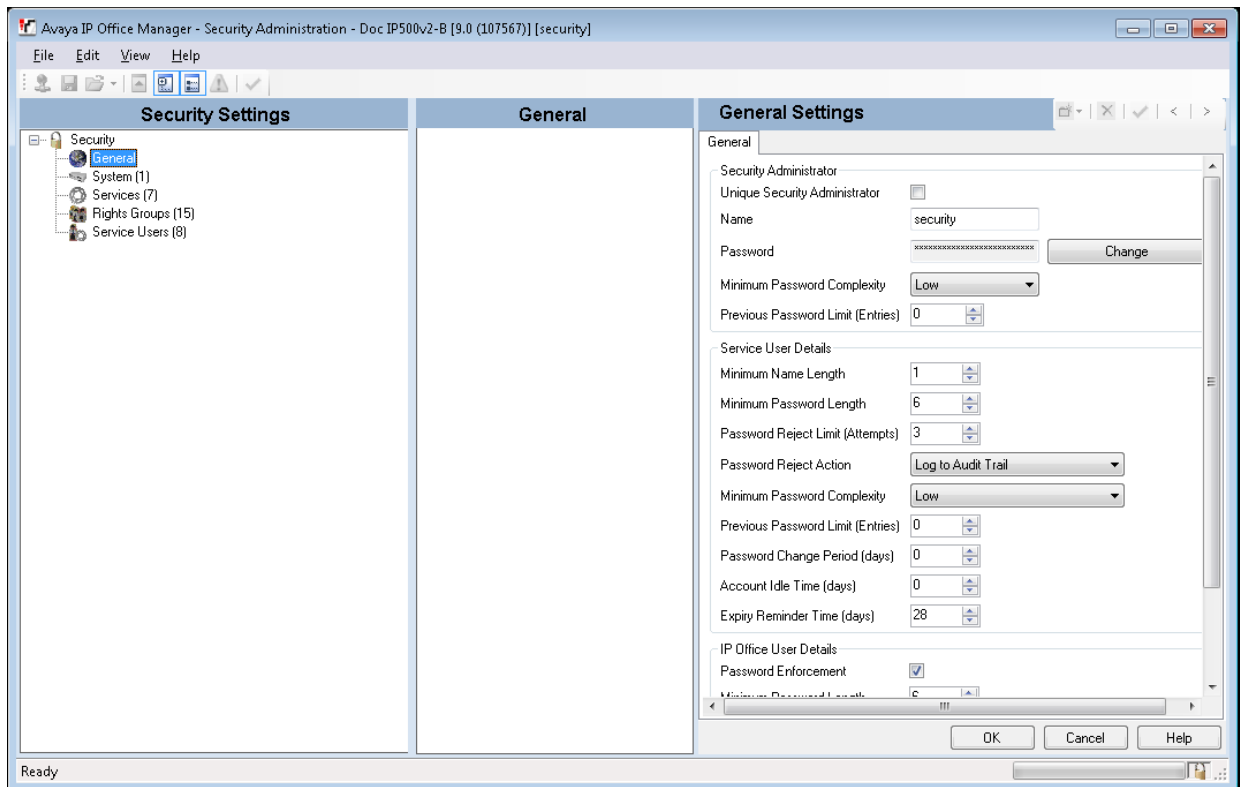 Avaya IP Office Manager - Security Administration - Doc IP500v2-B [9.0 (107567)] [security]
File Edit View Help
Security Settings
General
General Settings
Security
General
System (1)
Services (7)
Rights Groups (15)
Service Users (8)
General
Security Administrator
Unique Security Administrator
Name security
Password ************************** Change
Minimum Password Complexity Low
Previous Password Limit (Entries) 0
Service User Details
Minimum Name Length 1
Minimum Password Length 6
Password Reject Limit (Attempts) 3
Password Reject Action Log to Audit Trail
Minimum Password Complexity Low
Previous Password Limit (Entries) 0
Password Change Period (days) 0
Account Idle Time (days) 0
Expiry Reminder Time (days) 28
IP Office User Details
Password Enforcement
Minimum Password Length 6
OK Cancel Help
Ready